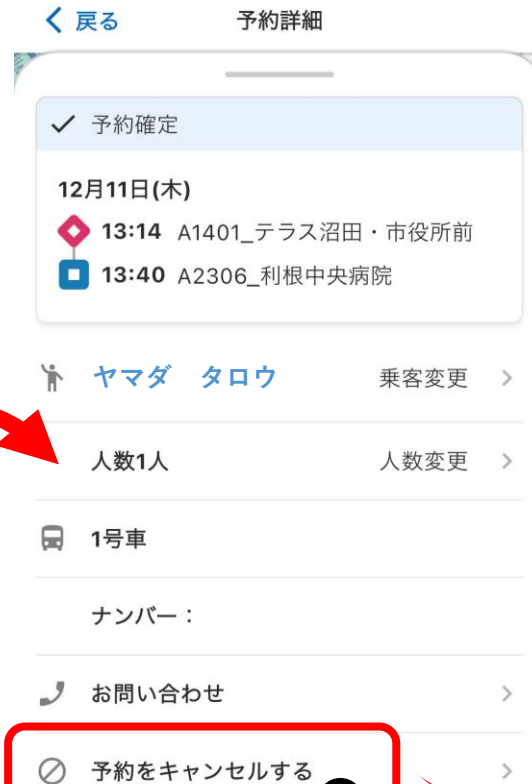 戻る 予約詳細
予約確定
12月11日(木)
13:14 A1401_テラス沼田・市役所前
13:40 A2306_利根中央病院
ヤマダ タロウ 乗客変更
人数1人 人数変更
1号車
ナンバー：
お問い合わせ
予約をキャンセルする